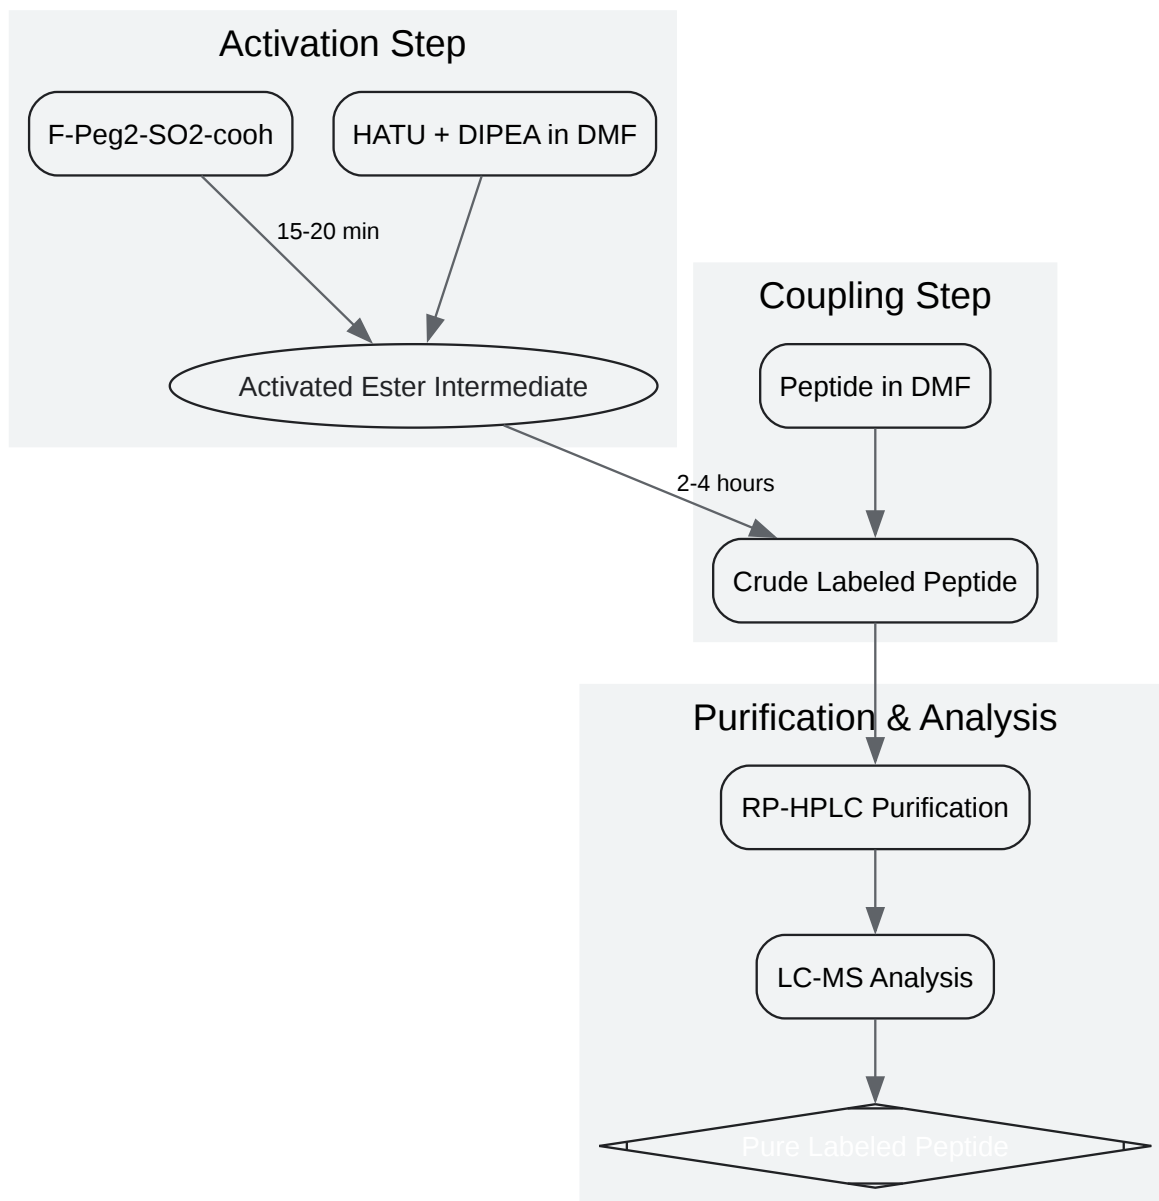 Activation Step
F-Peg2-SO2-cooh
HATU + DIPEA in DMF
15-20 min
Activated Ester Intermediate
Coupling Step
Peptide in DMF
2-4 hours
Crude Labeled Peptide
Purification & Analysis
RP-HPLC Purification
LC-MS Analysis
Pure Labeled Peptide